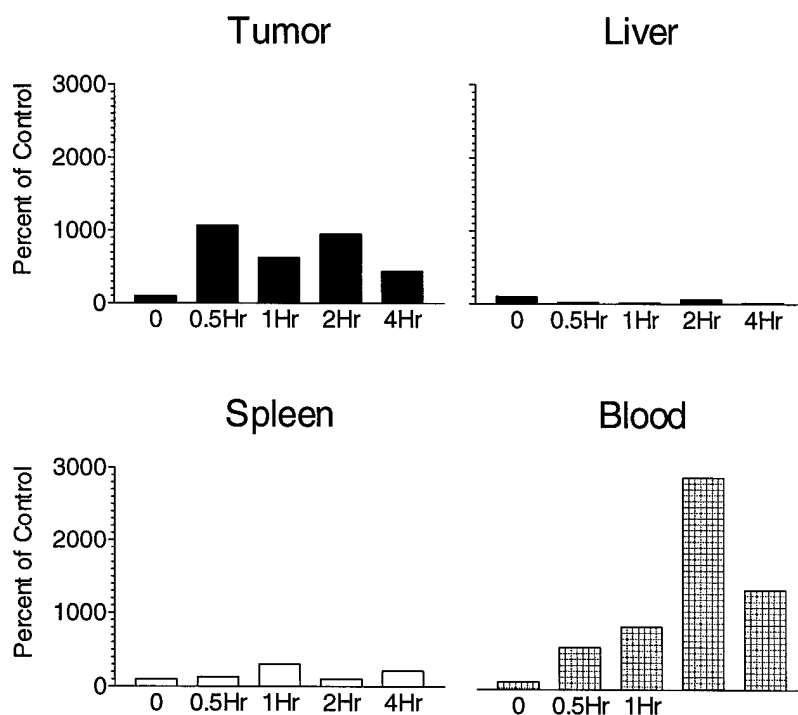 Tumor
Liver
Percent of Control
3000
2000
1000
0
0 0.5Hr 1Hr 2Hr 4Hr
0 0.5Hr 1Hr 2Hr 4Hr
Spleen
Blood
Percent of Control
3000
2000
1000
0
0 0.5Hr 1Hr 2Hr 4Hr
0 0.5Hr 1Hr